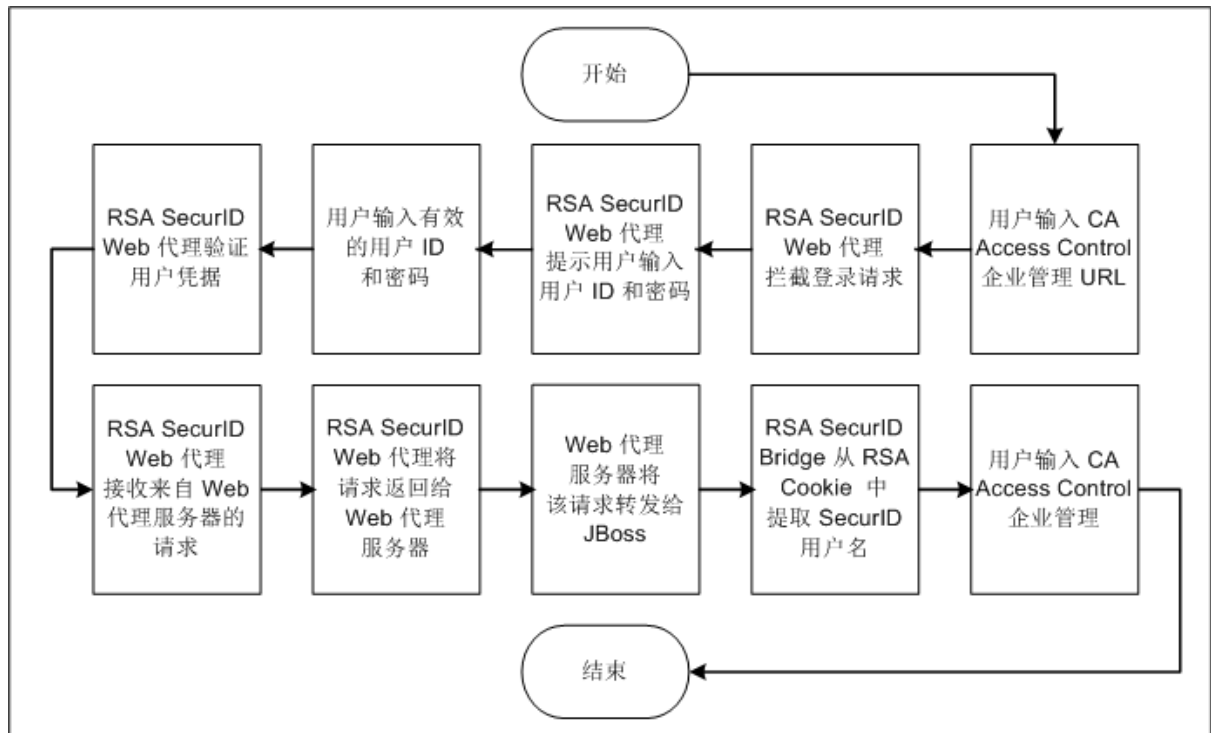 开始
用户输入 CA
Access Control
企业管理 URL
RSA SecurID
Web 代理
拦截登录请求
RSA SecurID
Web 代理
提示用户输入
用户 ID 和密码
用户输入有效
的用户 ID
和密码
RSA SecurID
Web 代理验证
用户凭据
RSA SecurID
Web 代理
接收来自 Web
代理服务器的
请求
RSA SecurID
Web 代理将
请求返回给
Web 代理
服务器
Web 代理
服务器将
该请求转发给
JBoss
RSA SecurID
Bridge 从 RSA
Cookie 中
提取 SecurID
用户名
用户输入 CA
Access Control
企业管理
结束